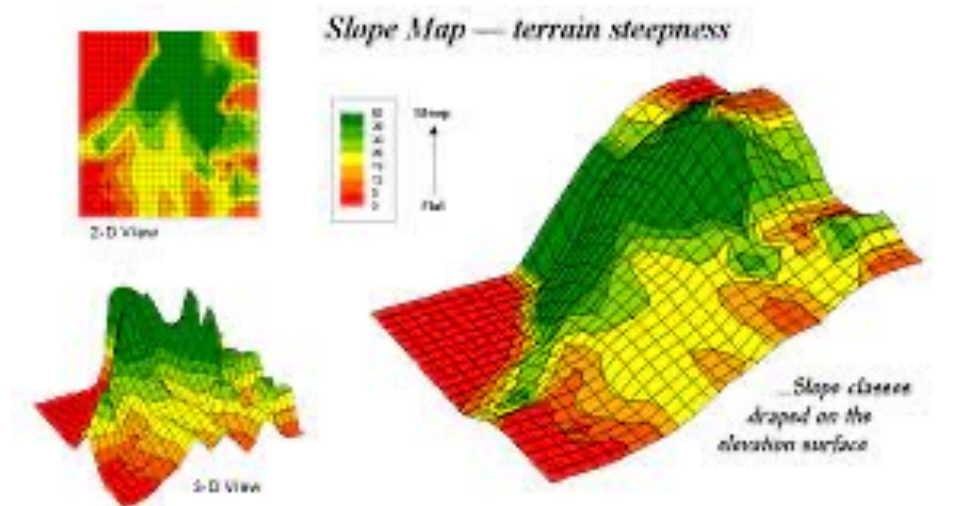 Slope Map — terrain steepness
Steep
Flat
2-D View
3-D View
...Slope classes
draped on the
elevation surface